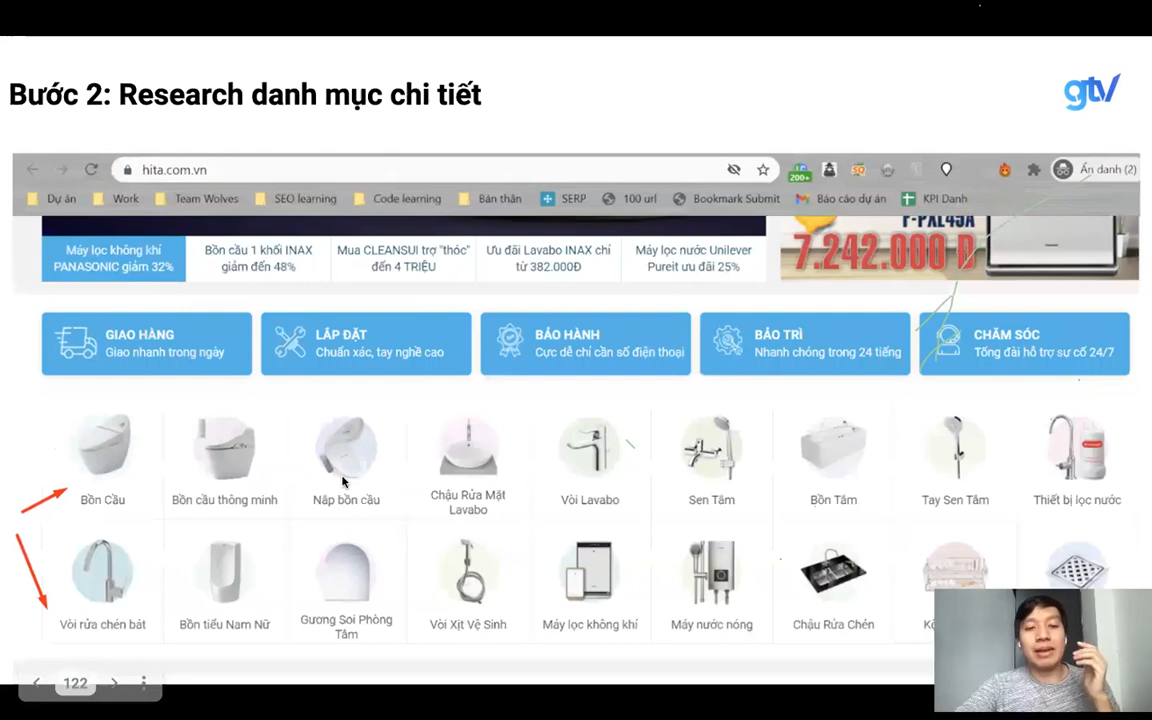 Bước 2: Research danh mục chi tiết
gtv
hita.com.vn
200+
Ẩn danh (2)
Dự án
Work
Team Wolves
SEO learning
Code learning
Bản thân
SERP
100 url
Bookmark Submit
Báo cáo dự án
KPI Danh
F-PXL45A
7.242.000 Đ
Máy lọc không khí
PANASONIC giảm 32%
Bồn cầu 1 khối INAX
giảm đến 48%
Mua CLEANSUI trợ "thóc"
đến 4 TRIỆU
Ưu đãi Lavabo INAX chỉ
từ 382.000Đ
Máy lọc nước Unilever
Pureit ưu đãi 25%
GIAO HÀNG
Giao nhanh trong ngày
LẮP ĐẶT
Chuẩn xác, tay nghề cao
BẢO HÀNH
Cực dễ chỉ cần số điện thoại
BẢO TRÌ
Nhanh chóng trong 24 tiếng
CHĂM SÓC
Tổng đài hỗ trợ sự cố 24/7
Bồn Cầu
Bồn cầu thông minh
Nắp bồn cầu
Chậu Rửa Mặt
Lavabo
Vòi Lavabo
Sen Tắm
Bồn Tắm
Tay Sen Tắm
Thiết bị lọc nước
Vòi rửa chén bát
Bồn tiểu Nam Nữ
Gương Soi Phòng
Tắm
Vòi Xịt Vệ Sinh
Máy lọc không khí
Máy nước nóng
Chậu Rửa Chén
122